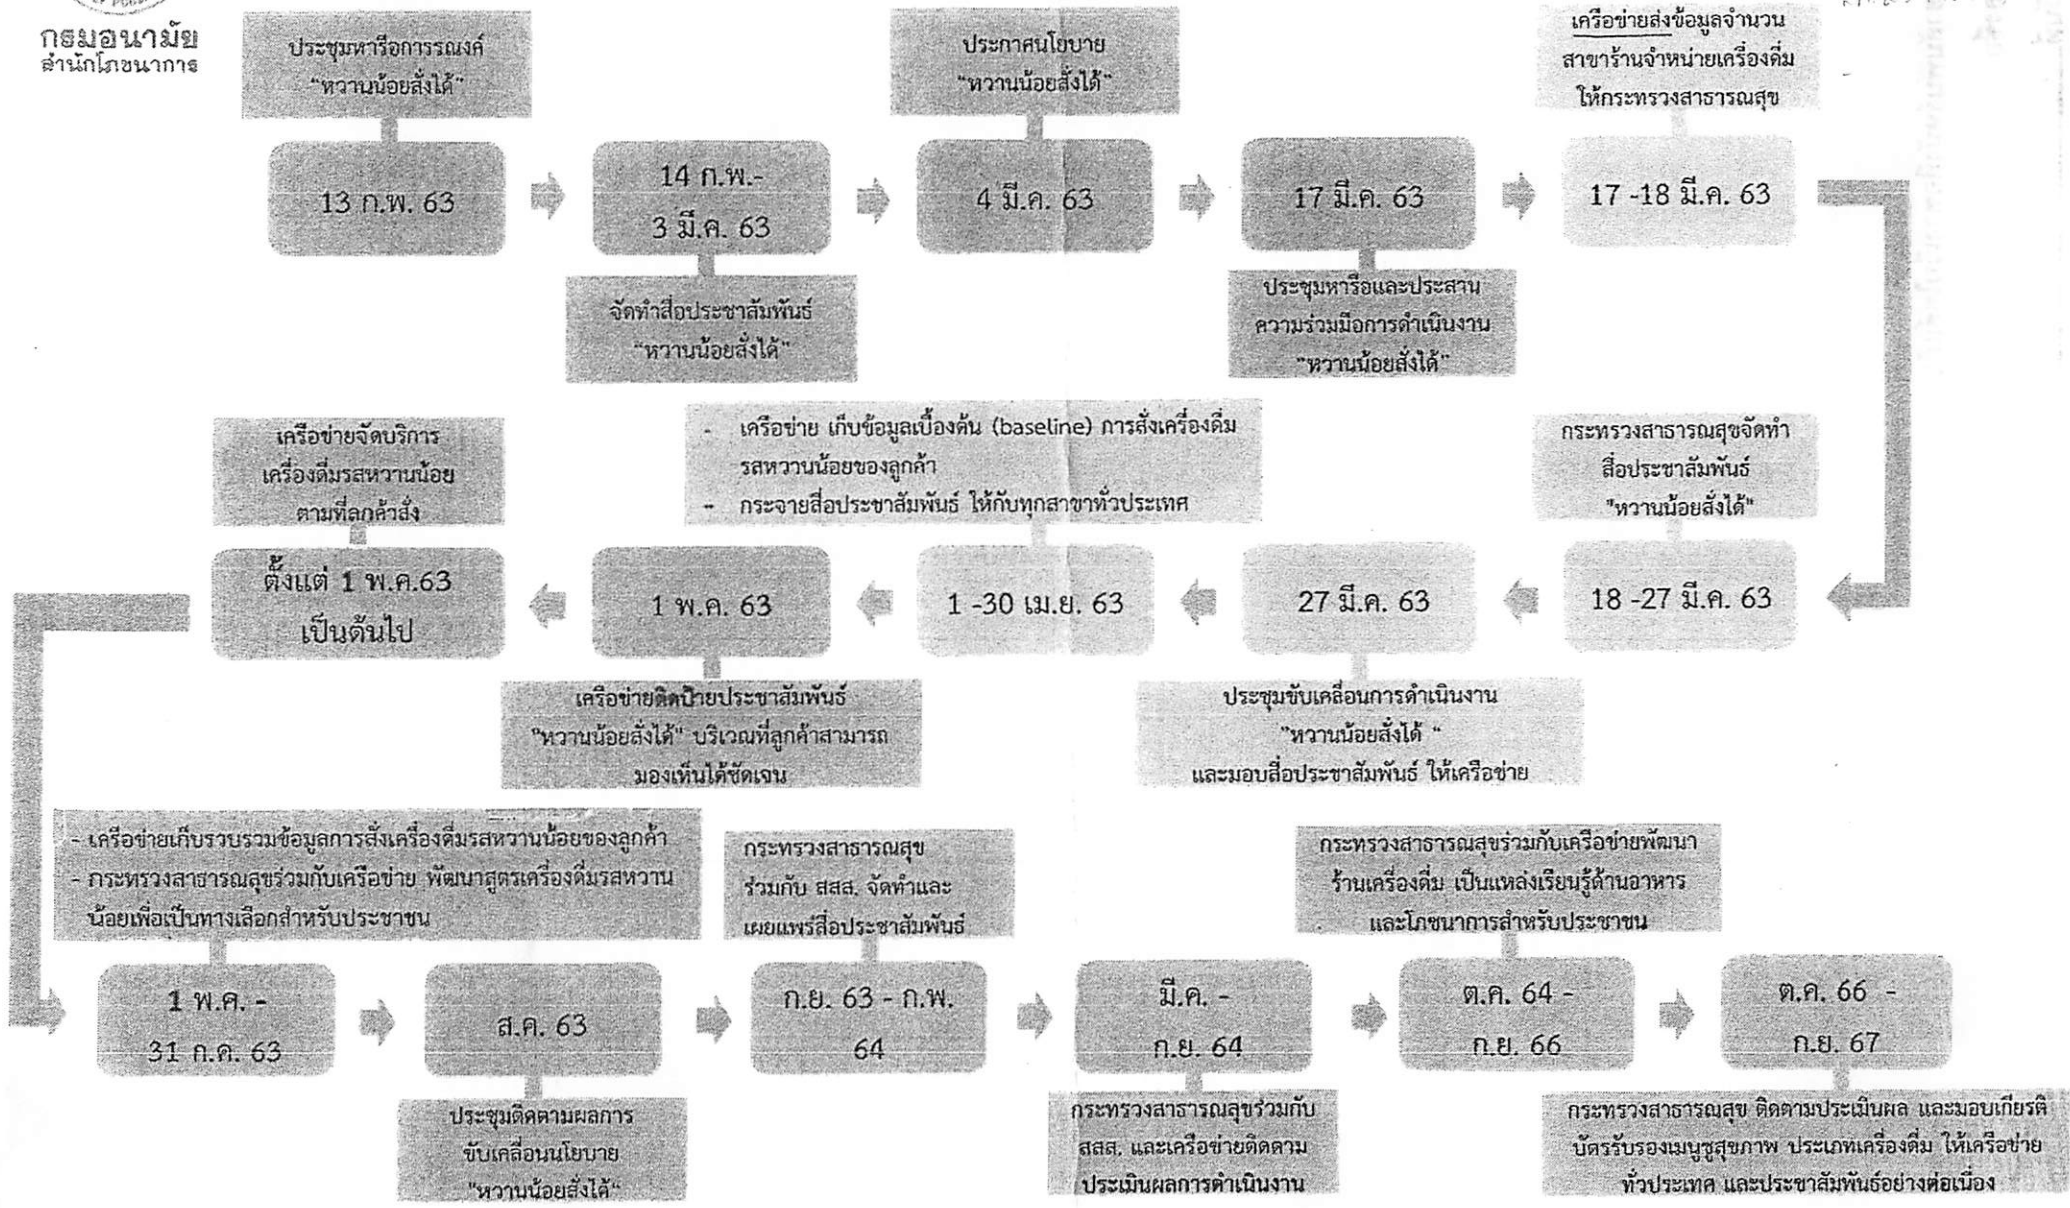 กรมอนามัย
สำนักโภชนาการ
ประชุมหารือการรณงค์
"หวานน้อยสั่งได้"
13 ก.พ. 63
14 ก.พ.-
3 มี.ค. 63
จัดทำสื่อประชาสัมพันธ์
"หวานน้อยสั่งได้"
ประกาศนโยบาย
"หวานน้อยสั่งได้"
4 มี.ค. 63
17 มี.ค. 63
ประชุมหารือและประสาน
ความร่วมมือการดำเนินงาน
"หวานน้อยสั่งได้"
เครือข่ายส่งข้อมูลจำนวน
สาขาร้านจำหน่ายเครื่องดื่ม
ให้กระทรวงสาธารณสุข
17 -18 มี.ค. 63
กระทรวงสาธารณสุขจัดทำ
สื่อประชาสัมพันธ์
"หวานน้อยสั่งได้"
18 -27 มี.ค. 63
27 มี.ค. 63
ประชุมขับเคลื่อนการดำเนินงาน
"หวานน้อยสั่งได้ "
และมอบสื่อประชาสัมพันธ์ ให้เครือข่าย
- เครือข่าย เก็บข้อมูลเบื้องต้น (baseline) การสั่งเครื่องดื่ม
รสหวานน้อยของลูกค้า
- กระจายสื่อประชาสัมพันธ์ ให้กับทุกสาขาทั่วประเทศ
1 -30 เม.ย. 63
1 พ.ค. 63
เครือข่ายติดป้ายประชาสัมพันธ์
"หวานน้อยสั่งได้" บริเวณที่ลูกค้าสามารถ
มองเห็นได้ชัดเจน
เครือข่ายจัดบริการ
เครื่องดื่มรสหวานน้อย
ตามที่ลูกค้าสั่ง
ตั้งแต่ 1 พ.ค.63
เป็นต้นไป
- เครือข่ายเก็บรวบรวมข้อมูลการสั่งเครื่องดื่มรสหวานน้อยของลูกค้า
- กระทรวงสาธารณสุขร่วมกับเครือข่าย พัฒนาสูตรเครื่องดื่มรสหวาน
น้อยเพื่อเป็นทางเลือกสำหรับประชาชน
1 พ.ค. -
31 ก.ค. 63
ส.ค. 63
ประชุมติดตามผลการ
ขับเคลื่อนนโยบาย
"หวานน้อยสั่งได้"
กระทรวงสาธารณสุข
ร่วมกับ สสส. จัดทำและ
เผยแพร่สื่อประชาสัมพันธ์
ก.ย. 63 - ก.พ.
64
มี.ค. -
ก.ย. 64
กระทรวงสาธารณสุขร่วมกับ
สสส. และเครือข่ายติดตาม
ประเมินผลการดำเนินงาน
กระทรวงสาธารณสุขร่วมกับเครือข่ายพัฒนา
ร้านเครื่องดื่ม เป็นแหล่งเรียนรู้ด้านอาหาร
และโภชนาการสำหรับประชาชน
ต.ค. 64 -
ก.ย. 66
ต.ค. 66 -
ก.ย. 67
กระทรวงสาธารณสุข ติดตามประเมินผล และมอบเกียรติ
บัตรรับรองเมนูชูสุขภาพ ประเภทเครื่องดื่ม ให้เครือข่าย
ทั่วประเทศ และประชาสัมพันธ์อย่างต่อเนื่อง